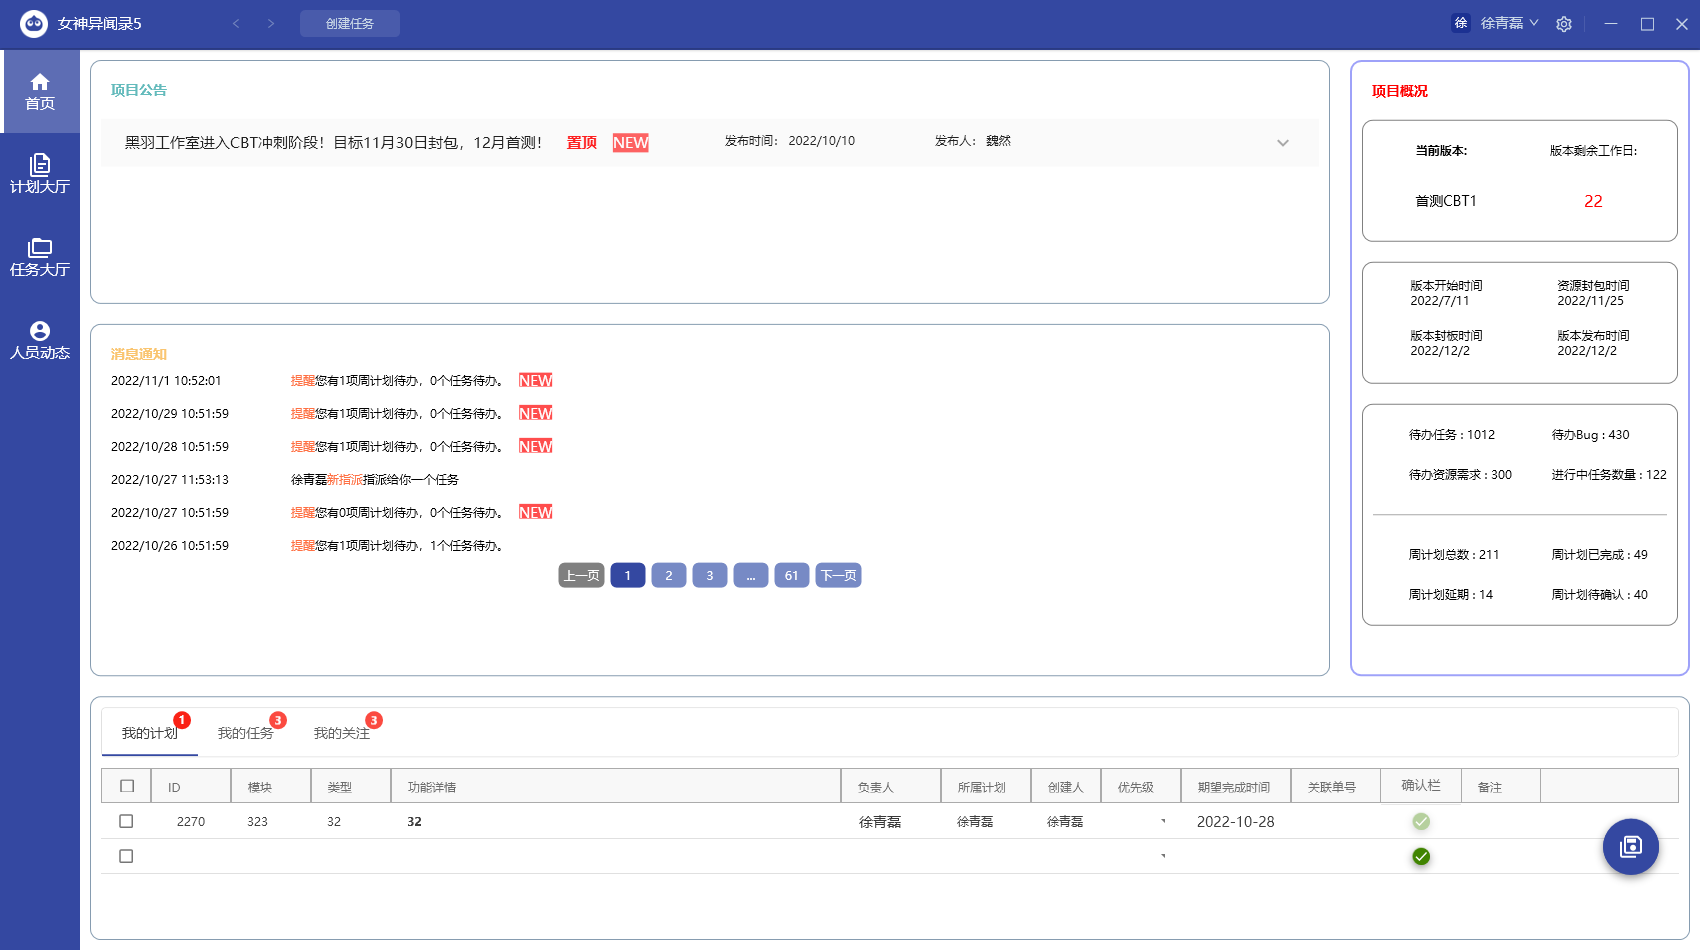 女神异闻录5
创建任务
徐 徐青磊
首页
计划大厅
任务大厅
人员动态
项目公告
黑羽工作室进入CBT冲刺阶段！目标11月30日封包，12月首测！ 置顶 NEW 发布时间： 2022/10/10 发布人： 魏然
消息通知
2022/11/1 10:52:01 提醒您有1项周计划待办，0个任务待办。 NEW
2022/10/29 10:51:59 提醒您有1项周计划待办，0个任务待办。 NEW
2022/10/28 10:51:59 提醒您有1项周计划待办，0个任务待办。 NEW
2022/10/27 11:53:13 徐青磊新指派指派给你一个任务
2022/10/27 10:51:59 提醒您有0项周计划待办，0个任务待办。 NEW
2022/10/26 10:51:59 提醒您有1项周计划待办，1个任务待办。
上一页 1 2 3 ... 61 下一页
项目概况
当前版本: 版本剩余工作日:
首测CBT1 22
版本开始时间 资源封包时间
2022/7/11 2022/11/25
版本封板时间 版本发布时间
2022/12/2 2022/12/2
待办任务 : 1012 待办Bug : 430
待办资源需求 : 300 进行中任务数量 : 122
周计划总数 : 211 周计划已完成 : 49
周计划延期 : 14 周计划待确认 : 40
我的计划 1 我的任务 3 我的关注 3
ID 模块 类型 功能详情 负责人 所属计划 创建人 优先级 期望完成时间 关联单号 确认栏 备注
2270 323 32 32 徐青磊 徐青磊 徐青磊 2022-10-28